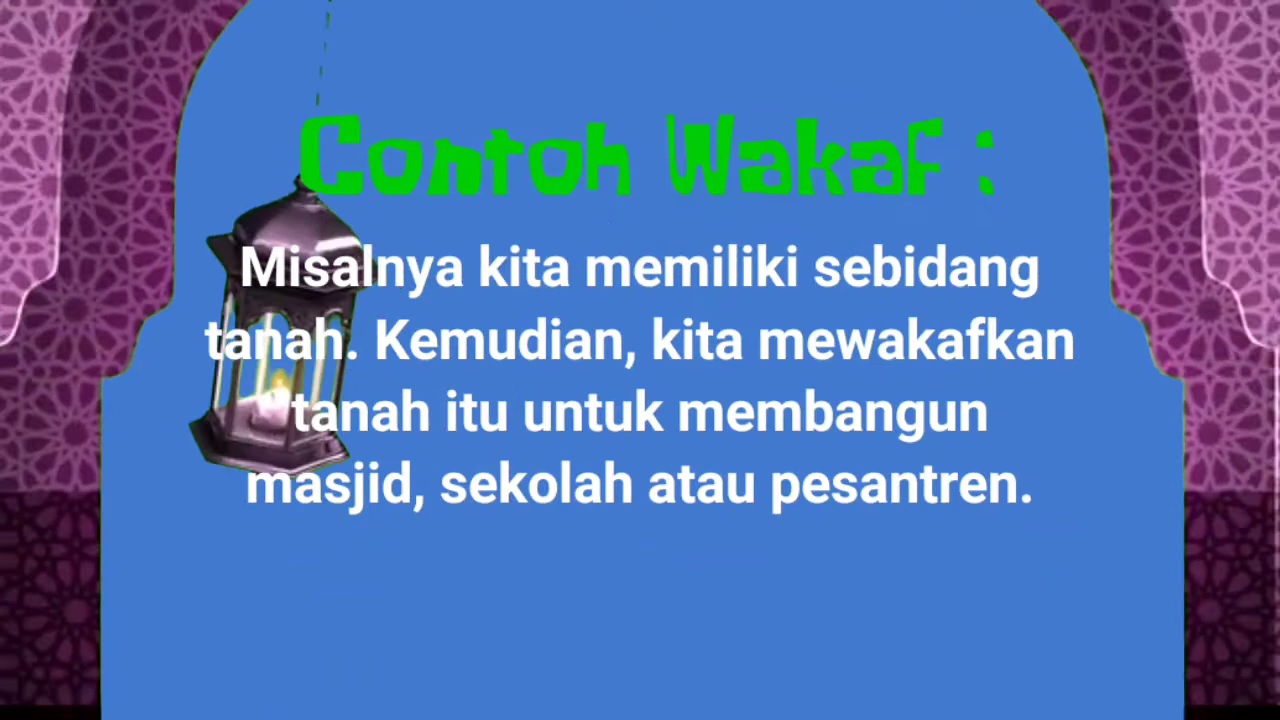 Contoh Wakaf :
Misalnya kita memiliki sebidang
tanah. Kemudian, kita mewakafkan
tanah itu untuk membangun
masjid, sekolah atau pesantren.